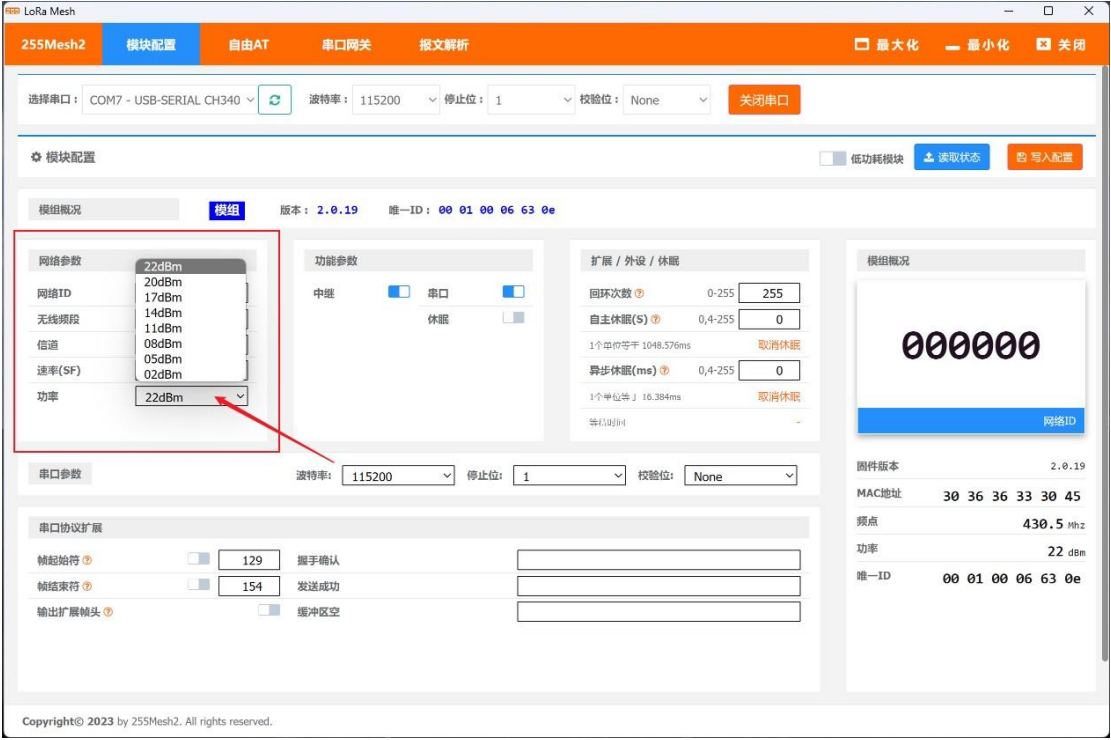 LoRa Mesh
255Mesh2 模块配置 自由AT 串口网关 报文解析 最大化 最小化 关闭
选择串口： COM7 - USB-SERIAL CH340 波特率： 115200 停止位： 1 校验位： None 关闭串口
模块配置 低功耗模块 读取状态 写入配置
模组概况 模组 版本： 2.0.19 唯一ID： 00 01 00 06 63 0e
网络参数
网络ID
无线频段
信道
速率(SF)
功率 22dBm
22dBm
20dBm
17dBm
14dBm
11dBm
08dBm
05dBm
02dBm
功能参数
中继 串口
休眠
扩展 / 外设 / 休眠
回环次数 0-255 255
自主休眠(S) 0,4-255 0
1个单位等于 1048.576ms 取消休眠
异步休眠(ms) 0,4-255 0
1个单位等于 16.384ms 取消休眠
-
模组概况
000000
网络ID
固件版本 2.0.19
MAC地址 30 36 36 33 30 45
频点 430.5 Mhz
功率 22 dBm
唯一ID 00 01 00 06 63 0e
串口参数 波特率: 115200 停止位: 1 校验位: None
串口协议扩展
帧起始符 129 握手确认
帧结束符 154 发送成功
输出扩展帧头 缓冲区空
Copyright© 2023 by 255Mesh2. All rights reserved.